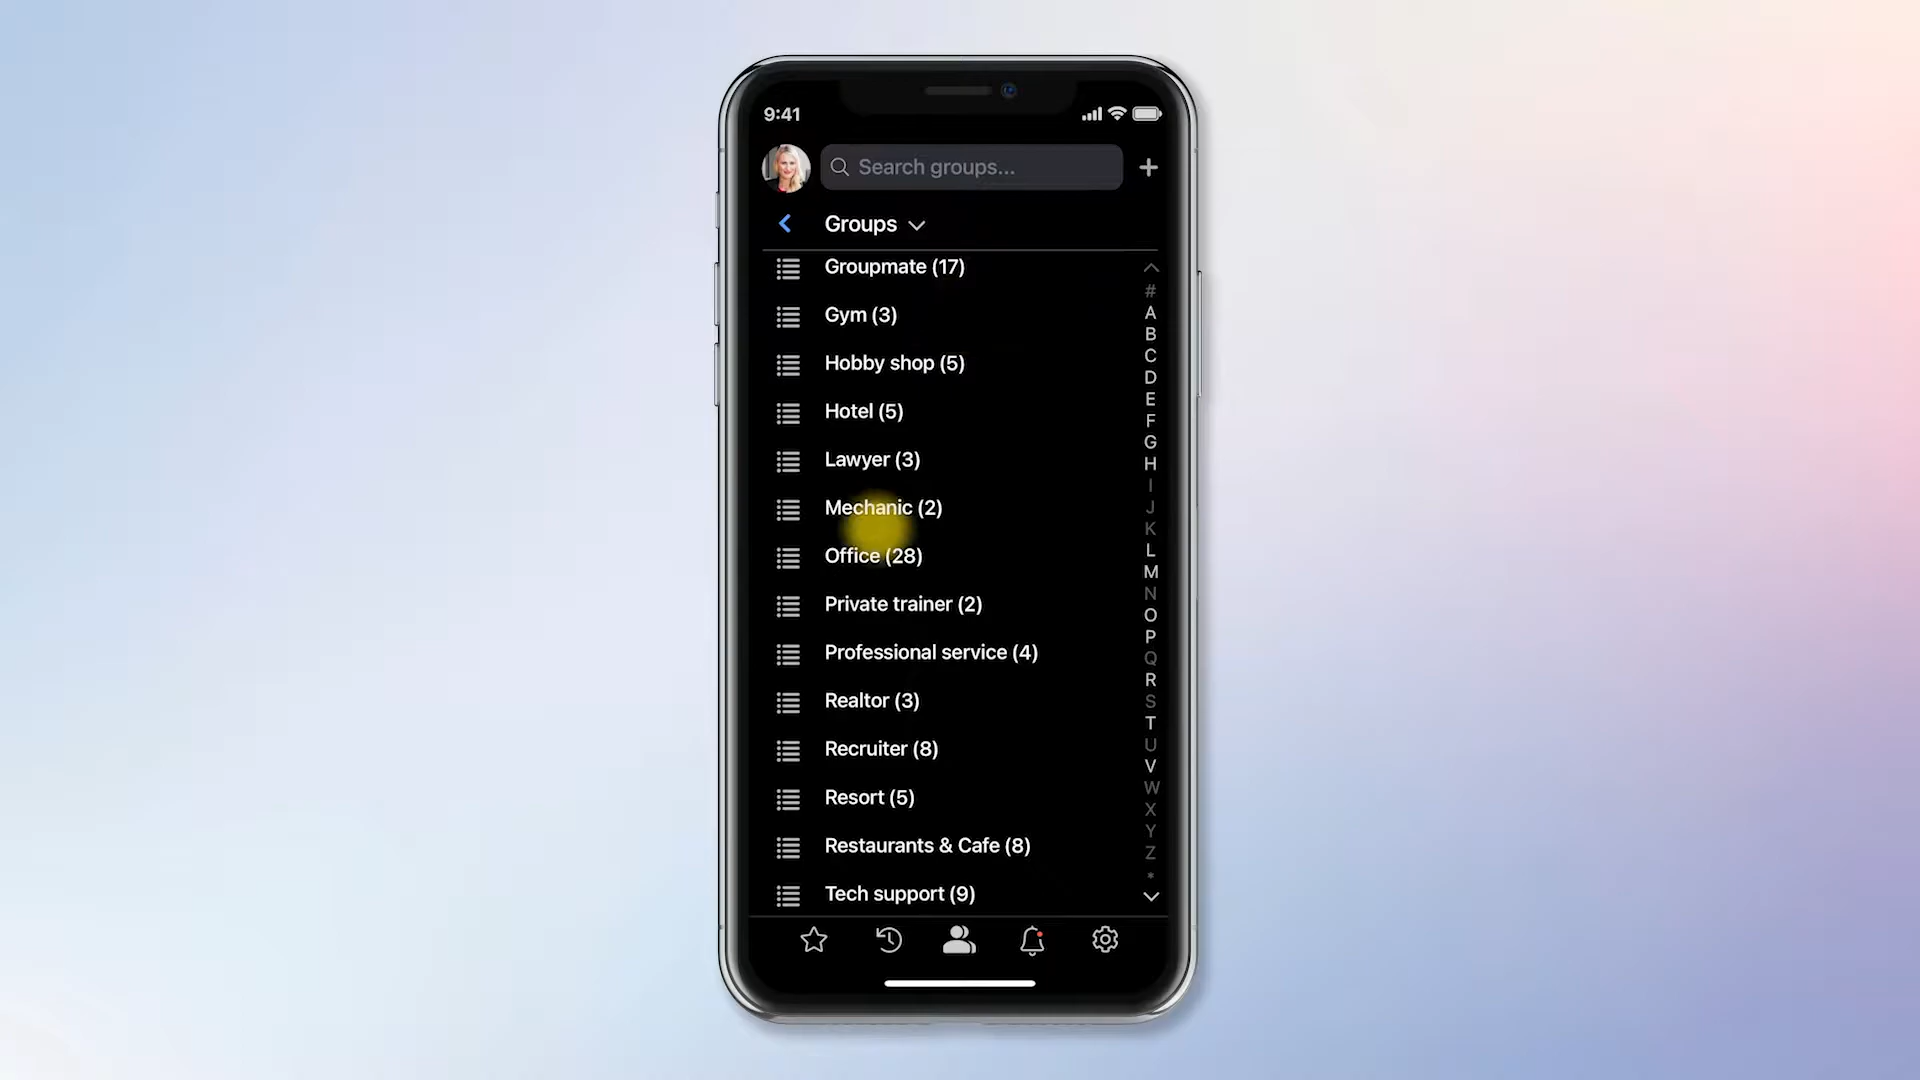 9:41
Search groups...
Groups
Groupmate (17)
Gym (3)
Hobby shop (5)
Hotel (5)
Lawyer (3)
Mechanic (2)
Office (28)
Private trainer (2)
Professional service (4)
Realtor (3)
Recruiter (8)
Resort (5)
Restaurants & Cafe (8)
Tech support (9)
#
A
B
C
D
E
F
G
H
I
J
K
L
M
N
O
P
Q
R
S
T
U
V
W
X
Y
Z
*